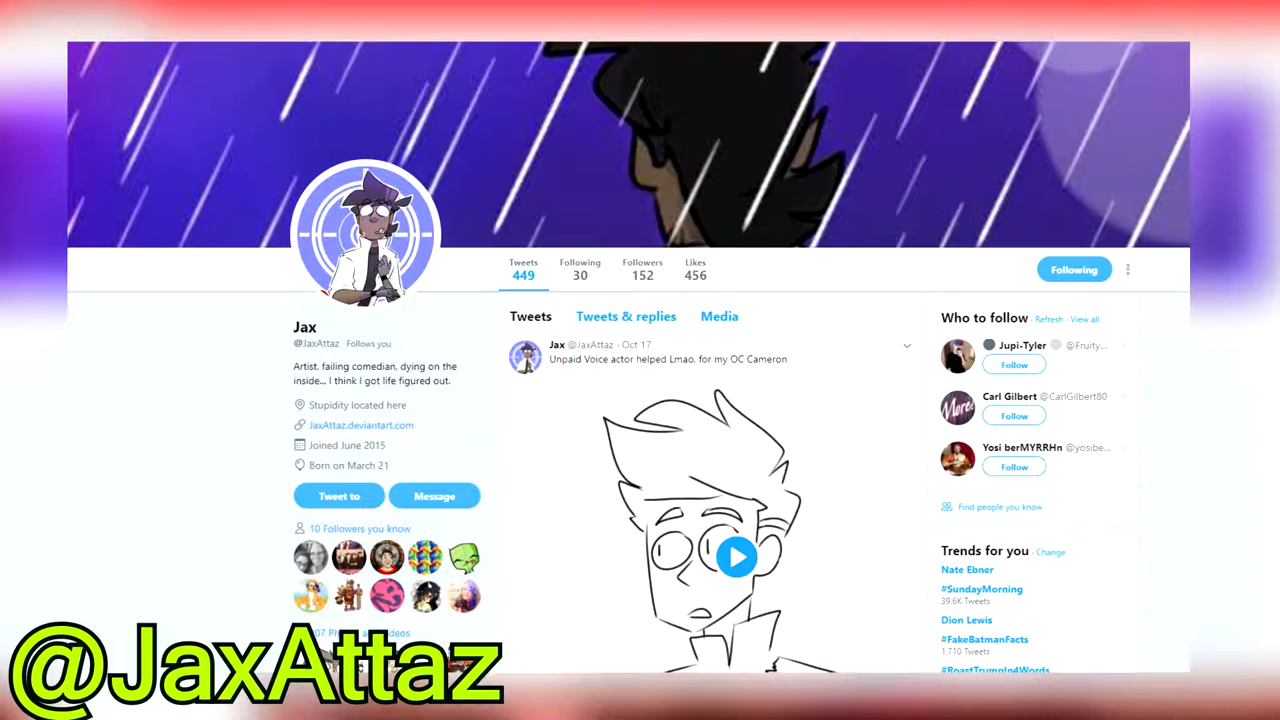 Tweets
449
Following
30
Followers
152
Likes
456
Following
Jax
@JaxAttaz Follows you
Artist, failing comedian, dying on the
inside... I think I got life figured out.
Stupidity located here
JaxAttaz.deviantart.com
Joined June 2015
Born on March 21
Tweet to
Message
10 Followers you know
Tweets Tweets & replies Media
Jax @JaxAttaz · Oct 17
Unpaid Voice actor helped Lmao. for my OC Cameron
Who to follow · Refresh · View all
Jupi-Tyler @Fruity...
Follow
Carl Gilbert @CarlGilbert80
Follow
Yosi berMYRRHn @yosibe...
Follow
Find people you know
Trends for you · Change
Nate Ebner
#SundayMorning
39.6K Tweets
Dion Lewis
#FakeBatmanFacts
1,710 Tweets
#RoastTrumpIn4Words
@JaxAttaz